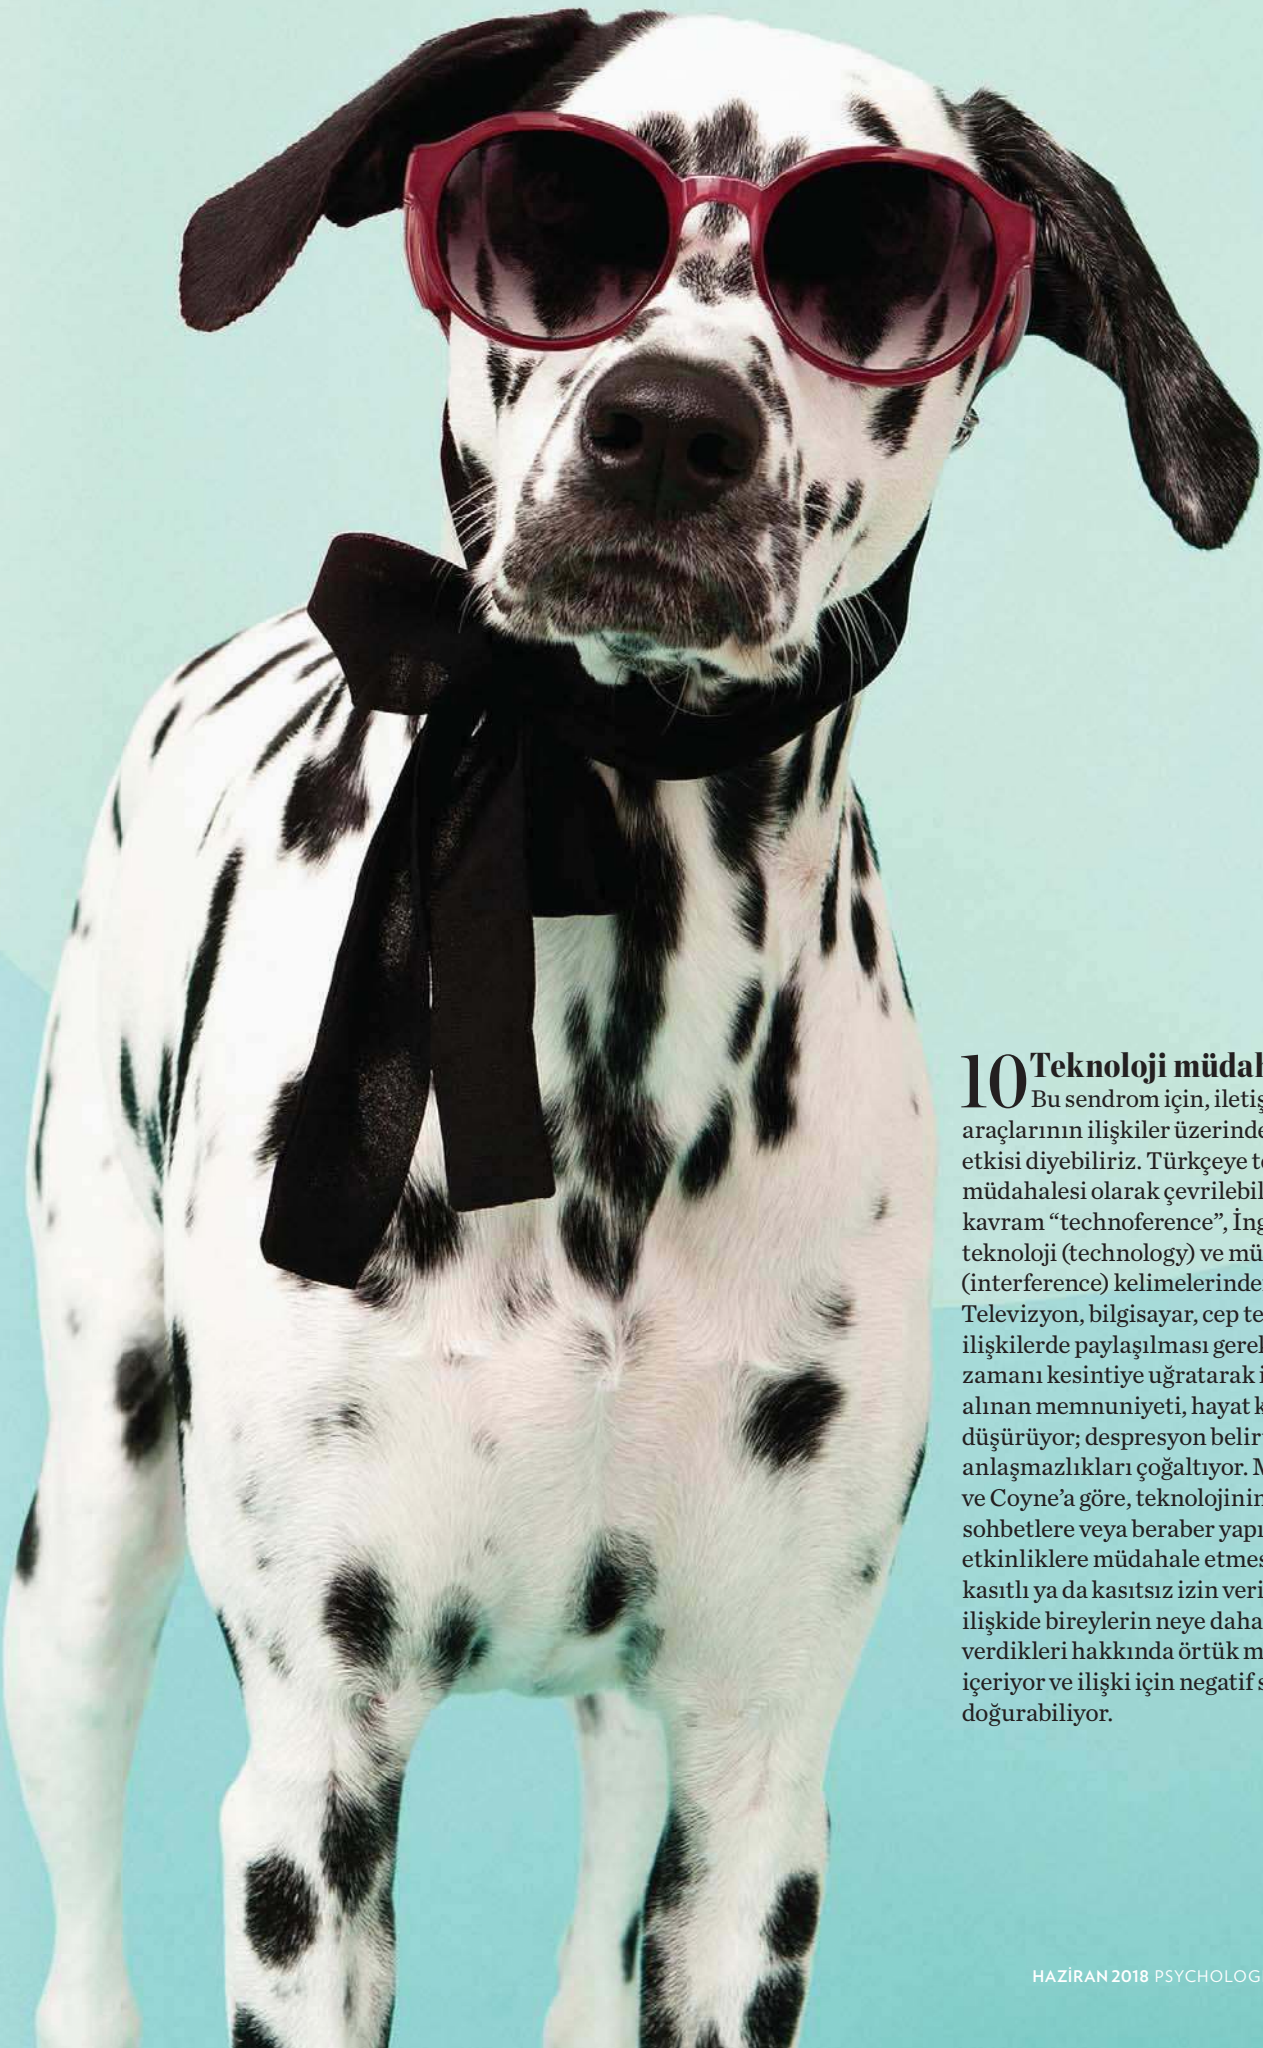 10 Teknoloji müdah
Bu sendrom için, iletiş
araçlarının ilişkiler üzerinde
etkisi diyebiliriz. Türkçeye te
müdahalesi olarak çevrilebil
kavram “technoference”, İng
teknoloji (technology) ve mü
(interference) kelimelerinde
Televizyon, bilgisayar, cep te
ilişkilerde paylaşılması gerek
zamanı kesintiye uğratarak i
alınan memnuniyeti, hayat k
düşürüyor; despresyon belir
anlaşmazlıkları çoğaltıyor. M
ve Coyne’a göre, teknolojinin
sohbetlere veya beraber yapı
etkinliklere müdahale etmes
kasıtlı ya da kasıtsız izin veri
ilişkide bireylerin neye daha
verdikleri hakkında örtük m
içeriyor ve ilişki için negatif s
doğurabiliyor.
HAZİRAN 2018 PSYCHOLOG